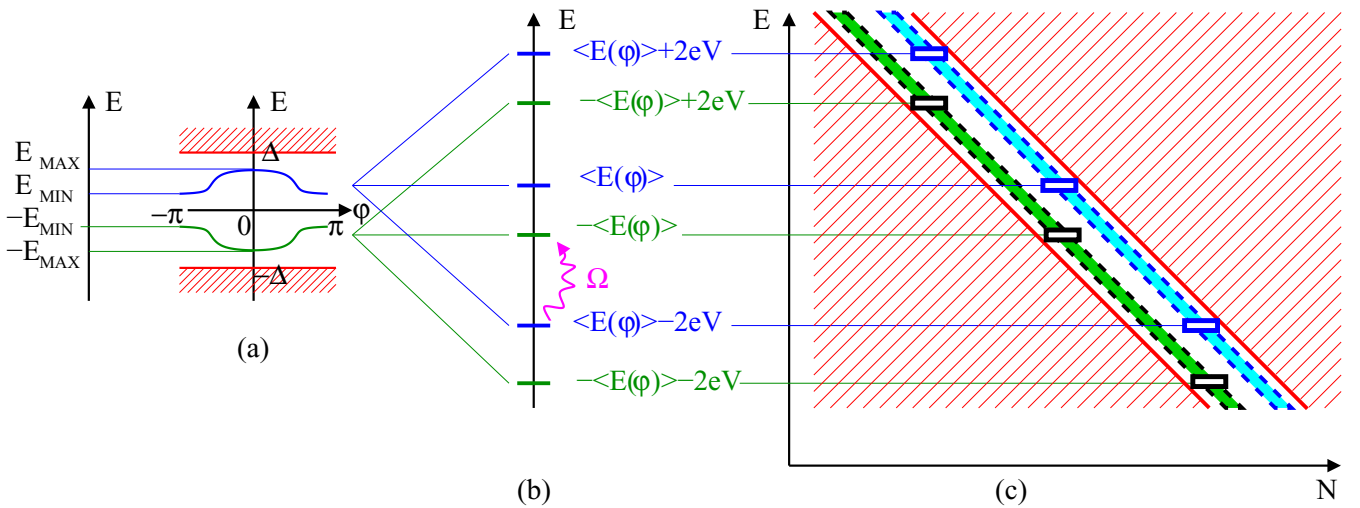 E
E
E MAX
E MIN
−E MIN
−E MAX
Δ
−π
0
π
φ
−Δ
(a)
E
<E(φ)>+2eV
−<E(φ)>+2eV
<E(φ)>
−<E(φ)>
Ω
<E(φ)>−2eV
−<E(φ)>−2eV
(b)
E
N
(c)